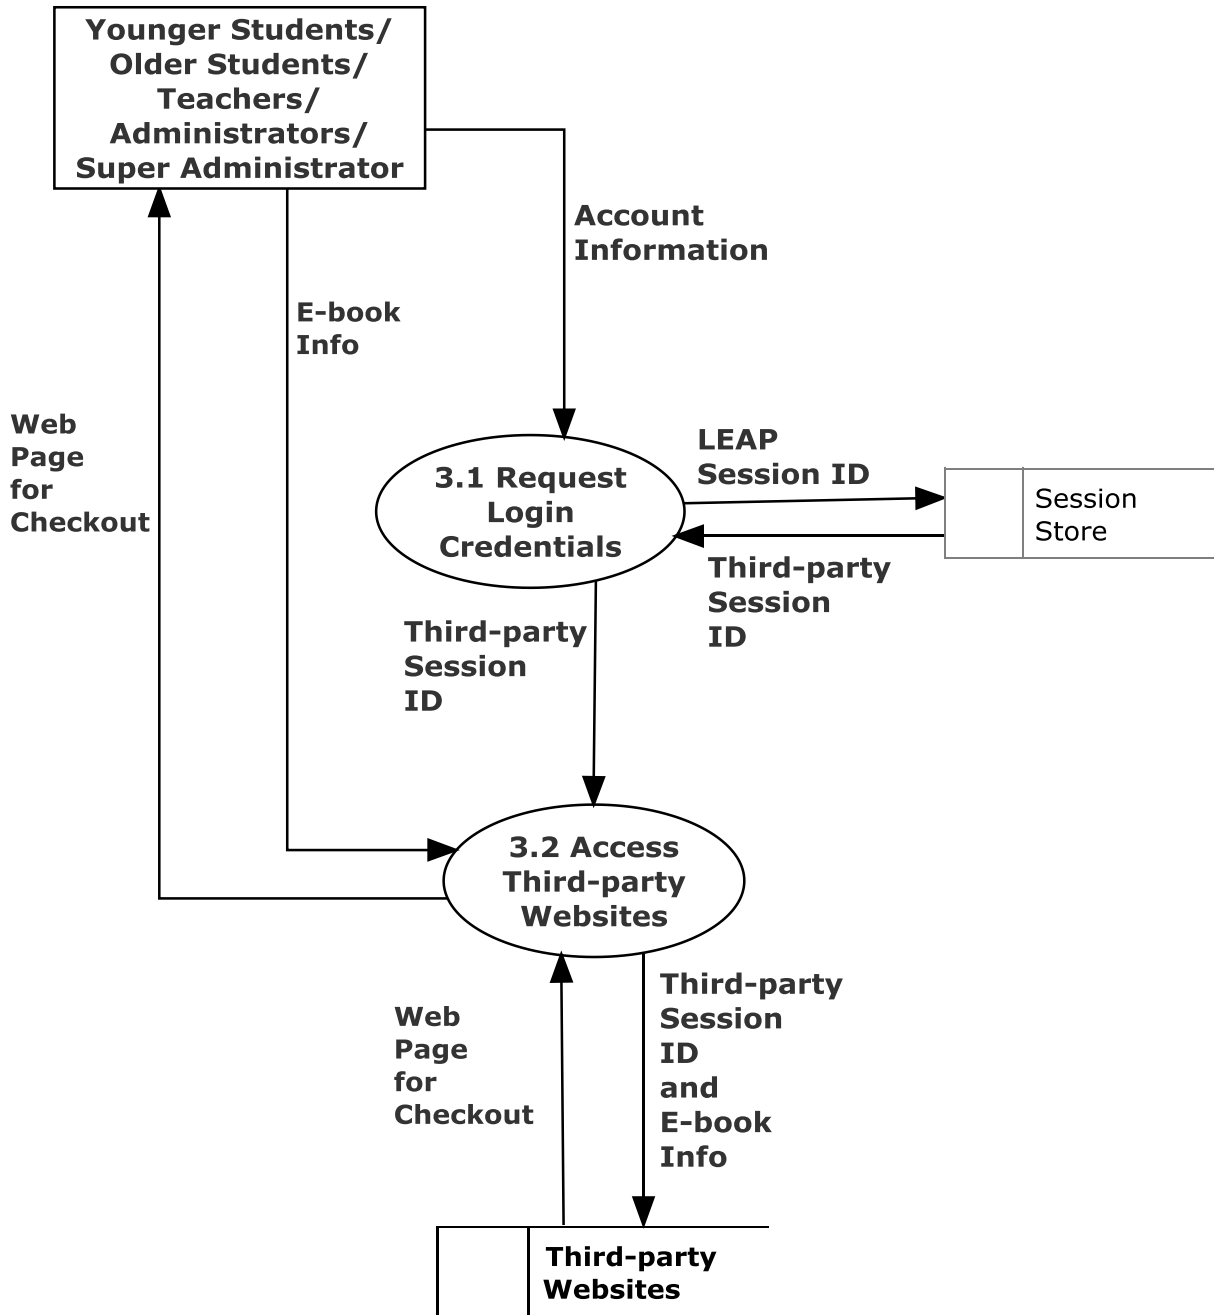 Younger Students/
Older Students/
Teachers/
Administrators/
Super Administrator
Account
Information
E-book
Info
Web
Page
for
Checkout
3.1 Request
Login
Credentials
LEAP
Session ID
Session
Store
Third-party
Session
ID
Third-party
Session
ID
3.2 Access
Third-party
Websites
Web
Page
for
Checkout
Third-party
Session
ID
and
E-book
Info
Third-party
Websites